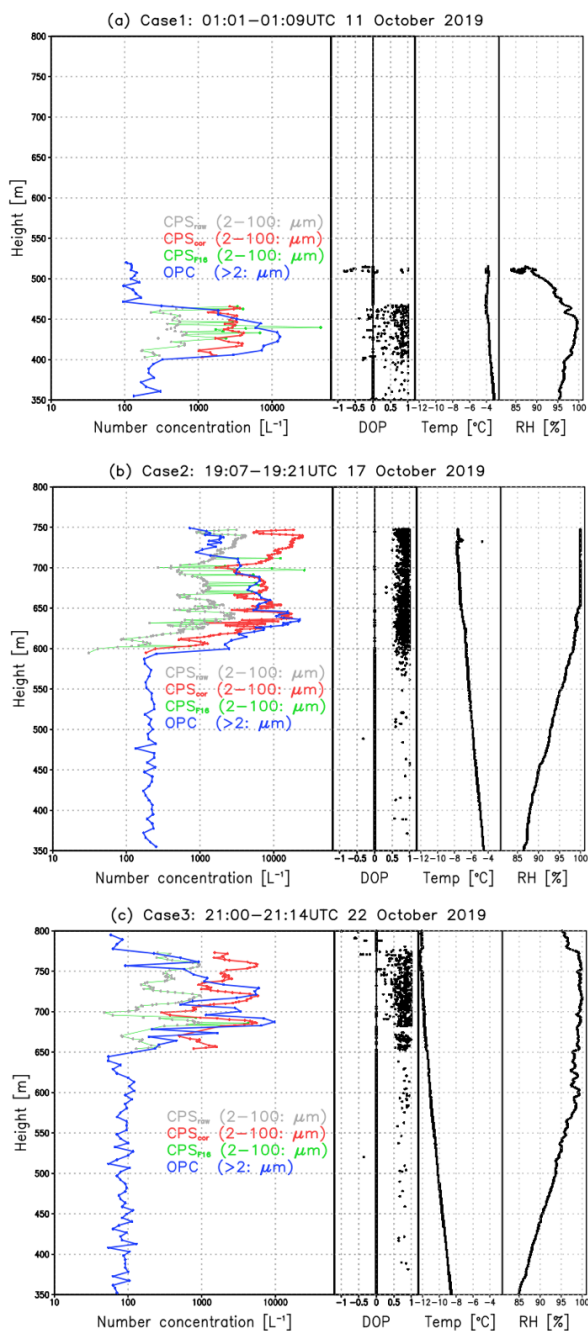 (a) Case1: 01:01–01:09UTC 11 October 2019
800
750
700
650
600
550
500
450
400
350
Height [m]
CPSraw (2–100: μm)
CPScor (2–100: μm)
CPSF16 (2–100: μm)
OPC (>2: μm)
10 100 1000 10000 −1 −0.5 0 0.5 1 −12 −10 −8 −6 −4 85 90 95 100
Number concentration [L⁻¹] DOP Temp [°C] RH [%]
(b) Case2: 19:07–19:21UTC 17 October 2019
800
750
700
650
600
550
500
450
400
350
Height [m]
CPSraw (2–100: μm)
CPScor (2–100: μm)
CPSF16 (2–100: μm)
OPC (>2: μm)
10 100 1000 10000 −1 −0.5 0 0.5 1 −12 −10 −8 −6 −4 85 90 95 100
Number concentration [L⁻¹] DOP Temp [°C] RH [%]
(c) Case3: 21:00–21:14UTC 22 October 2019
800
750
700
650
600
550
500
450
400
350
Height [m]
CPSraw (2–100: μm)
CPScor (2–100: μm)
CPSF16 (2–100: μm)
OPC (>2: μm)
10 100 1000 10000 −1 −0.5 0 0.5 1 −12 −10 −8 −6 −4 85 90 95 100
Number concentration [L⁻¹] DOP Temp [°C] RH [%]